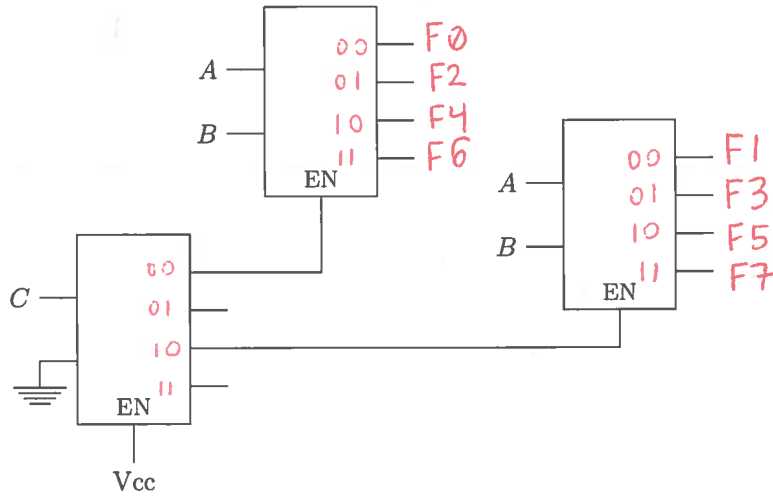 00 F0
A 01 F2
B 10 F4
11 F6
EN
00 F1
A 01 F3
B 10 F5
11 F7
EN
00
C 01
10
11
EN
Vcc